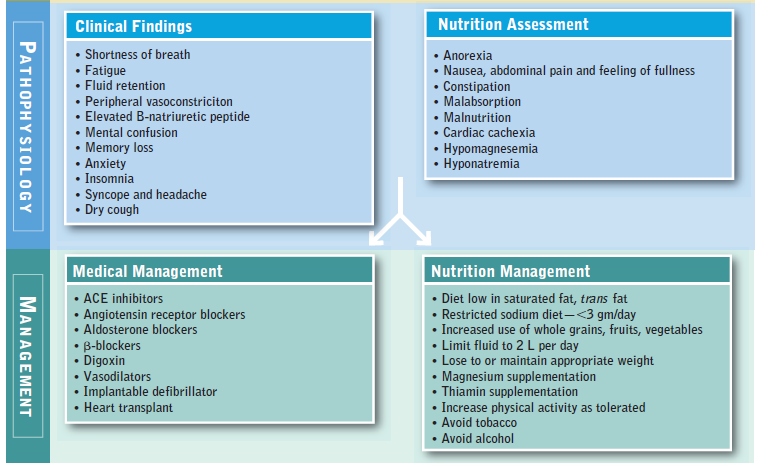 PATHOPHYSIOLOGY
Clinical Findings
• Shortness of breath
• Fatigue
• Fluid retention
• Peripheral vasoconstriciton
• Elevated B-natriuretic peptide
• Mental confusion
• Memory loss
• Anxiety
• Insomnia
• Syncope and headache
• Dry cough
Nutrition Assessment
• Anorexia
• Nausea, abdominal pain and feeling of fullness
• Constipation
• Malabsorption
• Malnutrition
• Cardiac cachexia
• Hypomagnesemia
• Hyponatremia
MANAGEMENT
Medical Management
• ACE inhibitors
• Angiotensin receptor blockers
• Aldosterone blockers
• β-blockers
• Digoxin
• Vasodilators
• Implantable defibrillator
• Heart transplant
Nutrition Management
• Diet low in saturated fat, trans fat
• Restricted sodium diet—<3 gm/day
• Increased use of whole grains, fruits, vegetables
• Limit fluid to 2 L per day
• Lose to or maintain appropriate weight
• Magnesium supplementation
• Thiamin supplementation
• Increase physical activity as tolerated
• Avoid tobacco
• Avoid alcohol